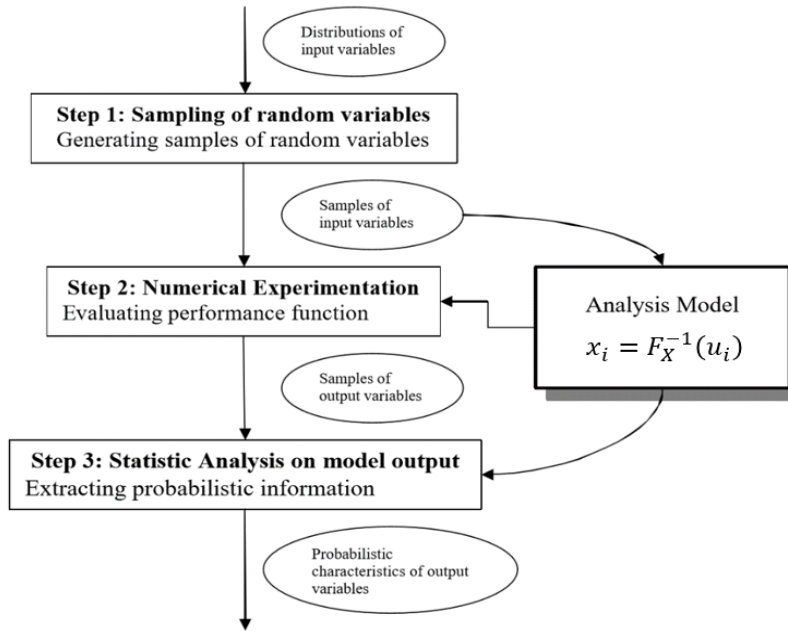 Distributions of
input variables
Step 1: Sampling of random variables
Generating samples of random variables
Samples of
input variables
Step 2: Numerical Experimentation
Evaluating performance function
Analysis Model
$x_i = F_X^{-1}(u_i)$
Samples of
output variables
Step 3: Statistic Analysis on model output
Extracting probabilistic information
Probabilistic
characteristics of output
variables